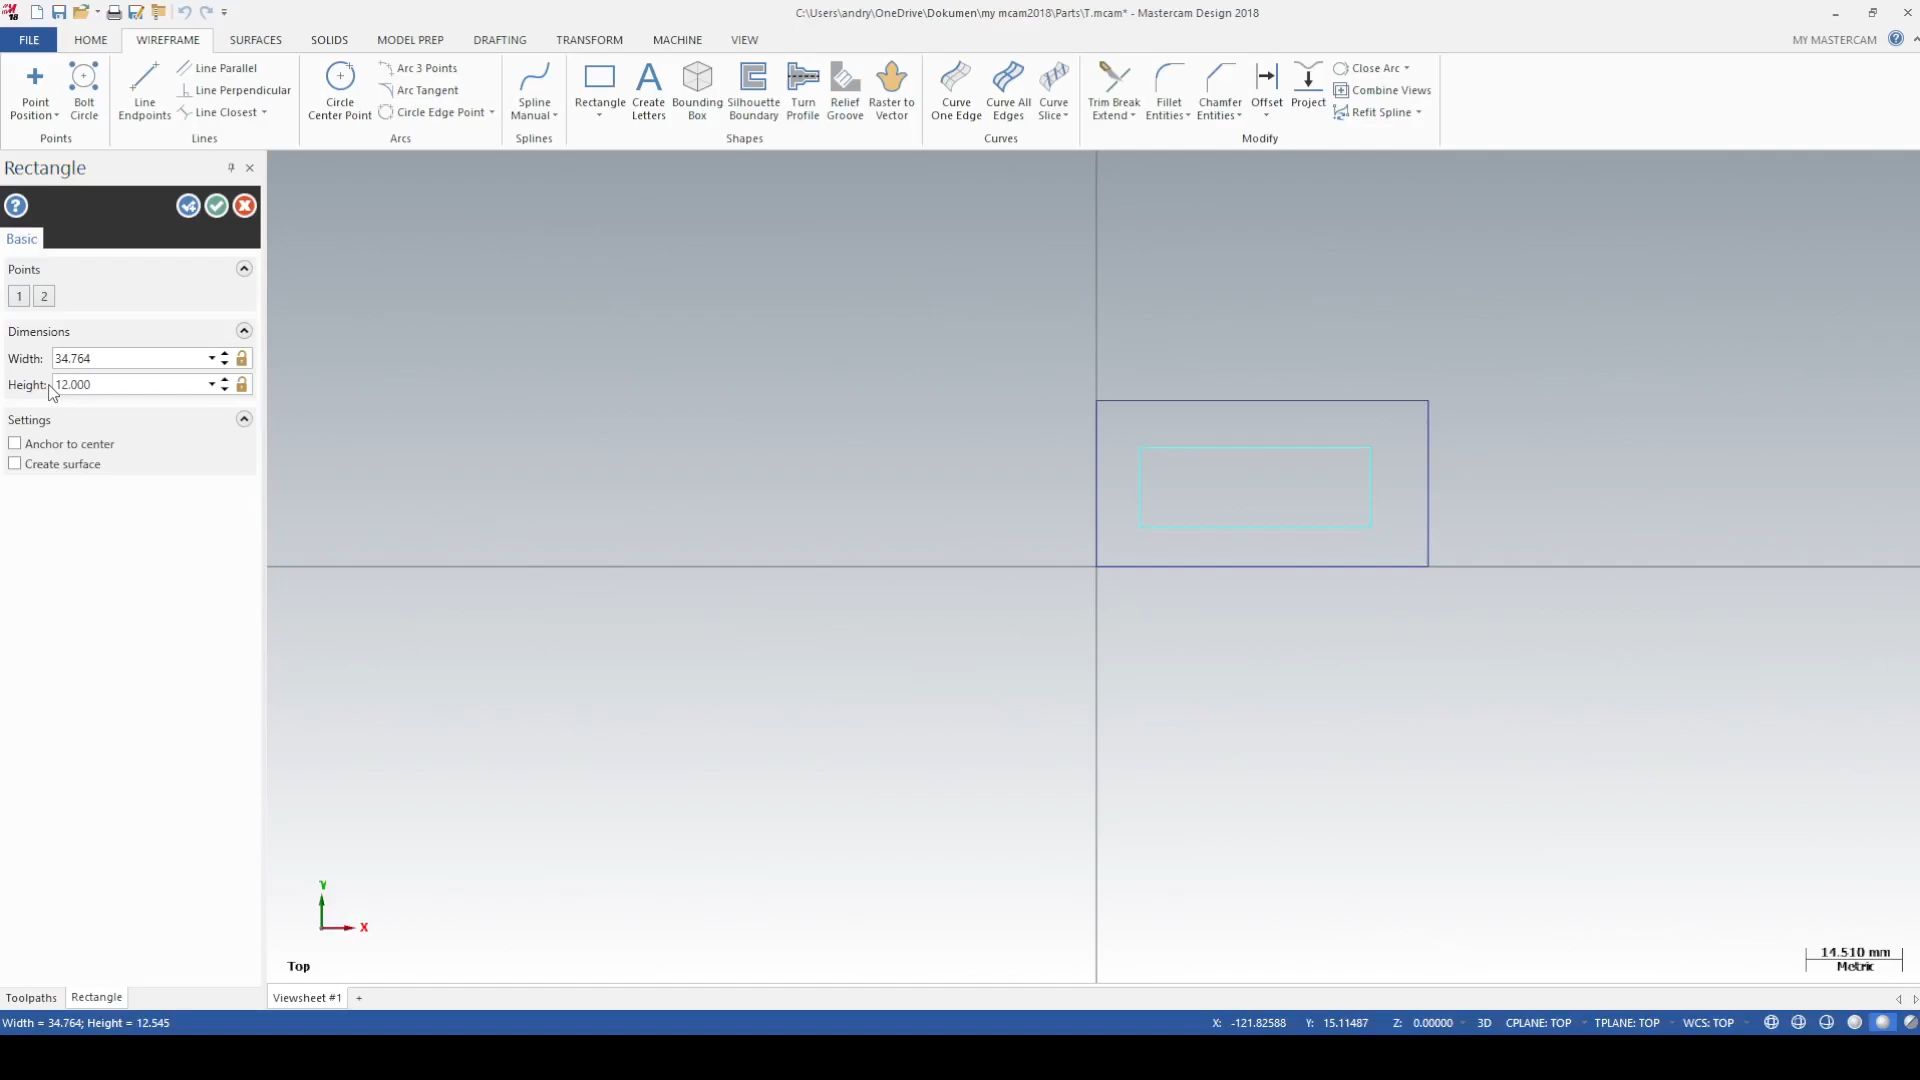 C:\Users\andry\OneDrive\Dokumen\my mcam2018\Parts\T.mcam* - Mastercam Design 2018
FILE HOME WIREFRAME SURFACES SOLIDS MODEL PREP DRAFTING TRANSFORM MACHINE VIEW MY MASTERCAM
Point Position
Bolt Circle
Points
Line Endpoints
Line Parallel
Line Perpendicular
Line Closest
Lines
Circle Center Point
Arc 3 Points
Arc Tangent
Circle Edge Point
Arcs
Spline Manual
Splines
Rectangle
Create Letters
Bounding Box
Silhouette Boundary
Turn Profile
Relief Groove
Raster to Vector
Shapes
Curve One Edge
Curve All Edges
Curve Slice
Curves
Trim Break Extend
Fillet Entities
Chamfer Entities
Offset
Project
Close Arc
Combine Views
Refit Spline
Modify
Rectangle
Basic
Points
1 2
Dimensions
Width: 34.764
Height: 12.000
Settings
Anchor to center
Create surface
Y
X
Top
14.510 mm
Metric
Toolpaths Rectangle
Viewsheet #1 +
Width = 34.764; Height = 12.545
X: -121.82588 Y: 15.11487 Z: 0.00000 3D CPLANE: TOP TPLANE: TOP WCS: TOP